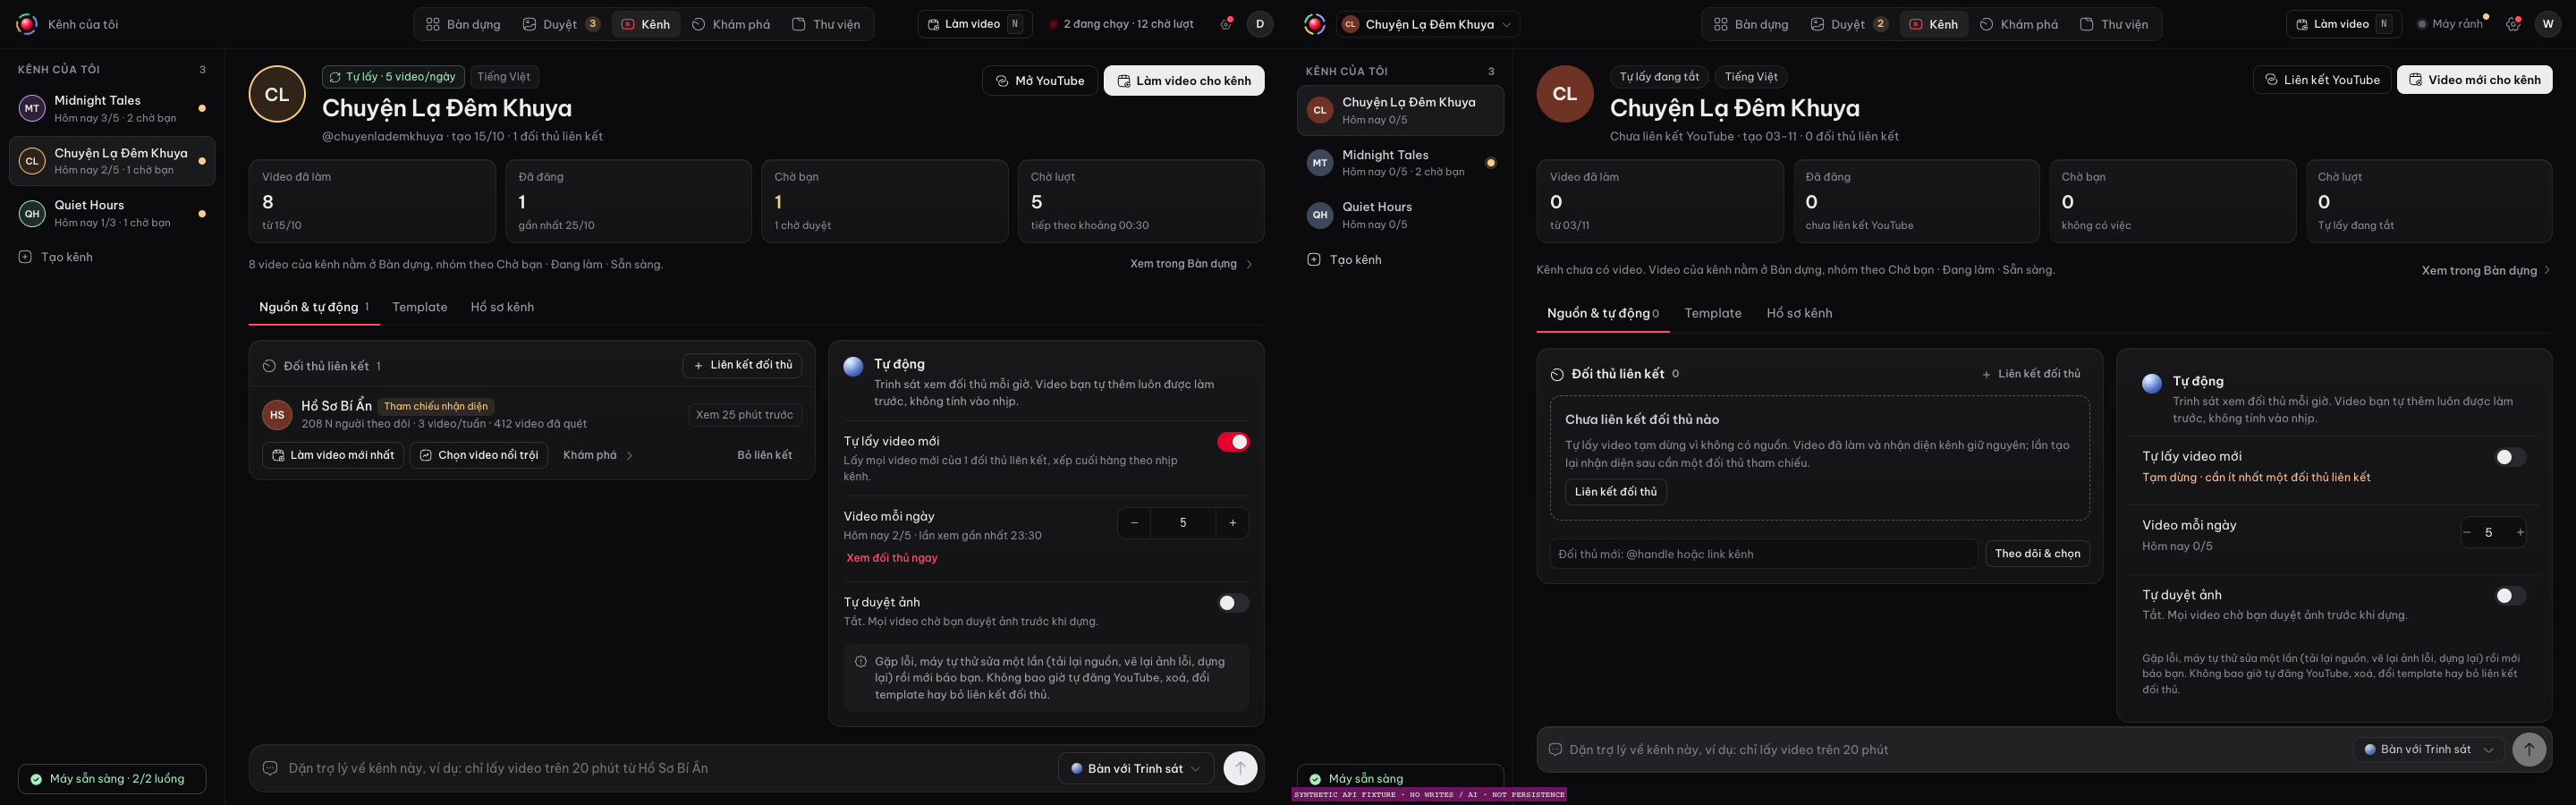 Kênh của tôi
Bàn dựng
Duyệt 3
Kênh
Khám phá
Thư viện
Làm video N
2 đang chạy · 12 chờ lượt
D
KÊNH CỦA TÔI 3
MT
Midnight Tales
Hôm nay 3/5 · 2 chờ bạn
CL
Chuyện Lạ Đêm Khuya
Hôm nay 2/5 · 1 chờ bạn
QH
Quiet Hours
Hôm nay 1/3 · 1 chờ bạn
Tạo kênh
Máy sẵn sàng · 2/2 luồng
CL
Tự lấy · 5 video/ngày
Tiếng Việt
Chuyện Lạ Đêm Khuya
@chuyenlademkhuya · tạo 15/10 · 1 đối thủ liên kết
Mở YouTube
Làm video cho kênh
Video đã làm
8
từ 15/10
Đã đăng
1
gần nhất 25/10
Chờ bạn
1
1 chờ duyệt
Chờ lượt
5
tiếp theo khoảng 00:30
8 video của kênh nằm ở Bàn dựng, nhóm theo Chờ bạn · Đang làm · Sẵn sàng.
Xem trong Bàn dựng
Nguồn & tự động 1
Template
Hồ sơ kênh
Đối thủ liên kết 1
+ Liên kết đối thủ
HS
Hồ Sơ Bí Ẩn
Tham chiếu nhận diện
208 N người theo dõi · 3 video/tuần · 412 video đã quét
Xem 25 phút trước
Làm video mới nhất
Chọn video nổi trội
Khám phá
Bỏ liên kết
Tự động
Trinh sát xem đối thủ mỗi giờ. Video bạn tự thêm luôn được làm
trước, không tính vào nhịp.
Tự lấy video mới
Lấy mọi video mới của 1 đối thủ liên kết, xếp cuối hàng theo nhịp
kênh.
Video mỗi ngày
Hôm nay 2/5 · lần xem gần nhất 23:30
− 5 +
Xem đối thủ ngay
Tự duyệt ảnh
Tắt. Mọi video chờ bạn duyệt ảnh trước khi dựng.
Gặp lỗi, máy tự thử sửa một lần (tải lại nguồn, vẽ lại ảnh lỗi, dựng
lại) rồi mới báo bạn. Không bao giờ tự đăng YouTube, xoá, đổi
template hay bỏ liên kết đối thủ.
Dặn trợ lý về kênh này, ví dụ: chỉ lấy video trên 20 phút từ Hồ Sơ Bí Ẩn
Bàn với Trinh sát
CL
Chuyện Lạ Đêm Khuya
Bàn dựng
Duyệt 2
Kênh
Khám phá
Thư viện
Làm video N
Máy rảnh
W
KÊNH CỦA TÔI 3
CL
Chuyện Lạ Đêm Khuya
Hôm nay 0/5
MT
Midnight Tales
Hôm nay 0/5 · 2 chờ bạn
QH
Quiet Hours
Hôm nay 0/5
Tạo kênh
Máy sẵn sàng
SYNTHETIC API FIXTURE · NO WRITES / AI · NOT PERSISTENCE
CL
Tự lấy đang tắt
Tiếng Việt
Chuyện Lạ Đêm Khuya
Chưa liên kết YouTube · tạo 03-11 · 0 đối thủ liên kết
Liên kết YouTube
Video mới cho kênh
Video đã làm
0
từ 03/11
Đã đăng
0
chưa liên kết YouTube
Chờ bạn
0
không có việc
Chờ lượt
0
Tự lấy đang tắt
Kênh chưa có video. Video của kênh nằm ở Bàn dựng, nhóm theo Chờ bạn · Đang làm · Sẵn sàng.
Xem trong Bàn dựng
Nguồn & tự động 0
Template
Hồ sơ kênh
Đối thủ liên kết 0
+ Liên kết đối thủ
Chưa liên kết đối thủ nào
Tự lấy video tạm dừng vì không có nguồn. Video đã làm và nhận diện kênh giữ nguyên; lần tạo
lại nhận diện sau cần một đối thủ tham chiếu.
Liên kết đối thủ
Đối thủ mới: @handle hoặc link kênh
Theo dõi & chọn
Tự động
Trinh sát xem đối thủ mỗi giờ. Video bạn tự thêm luôn được làm
trước, không tính vào nhịp.
Tự lấy video mới
Tạm dừng · cần ít nhất một đối thủ liên kết
Video mỗi ngày
Hôm nay 0/5
− 5 +
Tự duyệt ảnh
Tắt. Mọi video chờ bạn duyệt ảnh trước khi dựng.
Gặp lỗi, máy tự thử sửa một lần (tải lại nguồn, vẽ lại ảnh lỗi, dựng lại) rồi mới
báo bạn. Không bao giờ tự đăng YouTube, xoá, đổi template hay bỏ liên kết
đối thủ.
Dặn trợ lý về kênh này, ví dụ: chỉ lấy video trên 20 phút
Bàn với Trinh sát